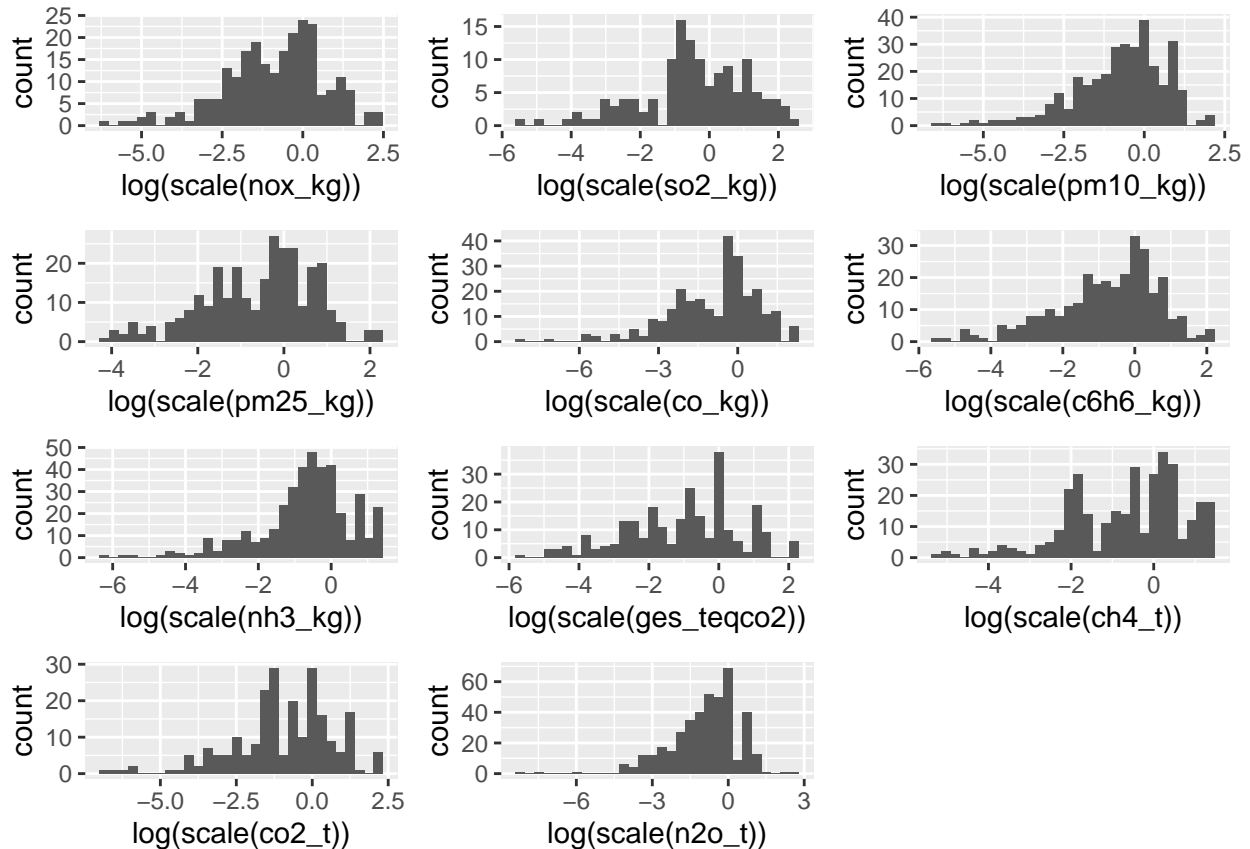 25
20
15
10
5
0
count
−5.0 −2.5 0.0 2.5
log(scale(nox_kg))
15
10
5
0
count
−6 −4 −2 0 2
log(scale(so2_kg))
40
30
20
10
0
count
−5.0 −2.5 0.0 2.5
log(scale(pm10_kg))
20
10
0
count
−4 −2 0 2
log(scale(pm25_kg))
40
30
20
10
0
count
−6 −3 0
log(scale(co_kg))
30
20
10
0
count
−6 −4 −2 0 2
log(scale(c6h6_kg))
50
40
30
20
10
0
count
−6 −4 −2 0
log(scale(nh3_kg))
30
20
10
0
count
−6 −4 −2 0 2
log(scale(ges_teqco2))
30
20
10
0
count
−4 −2 0
log(scale(ch4_t))
30
20
10
0
count
−5.0 −2.5 0.0 2.5
log(scale(co2_t))
60
40
20
0
count
−6 −3 0 3
log(scale(n2o_t))